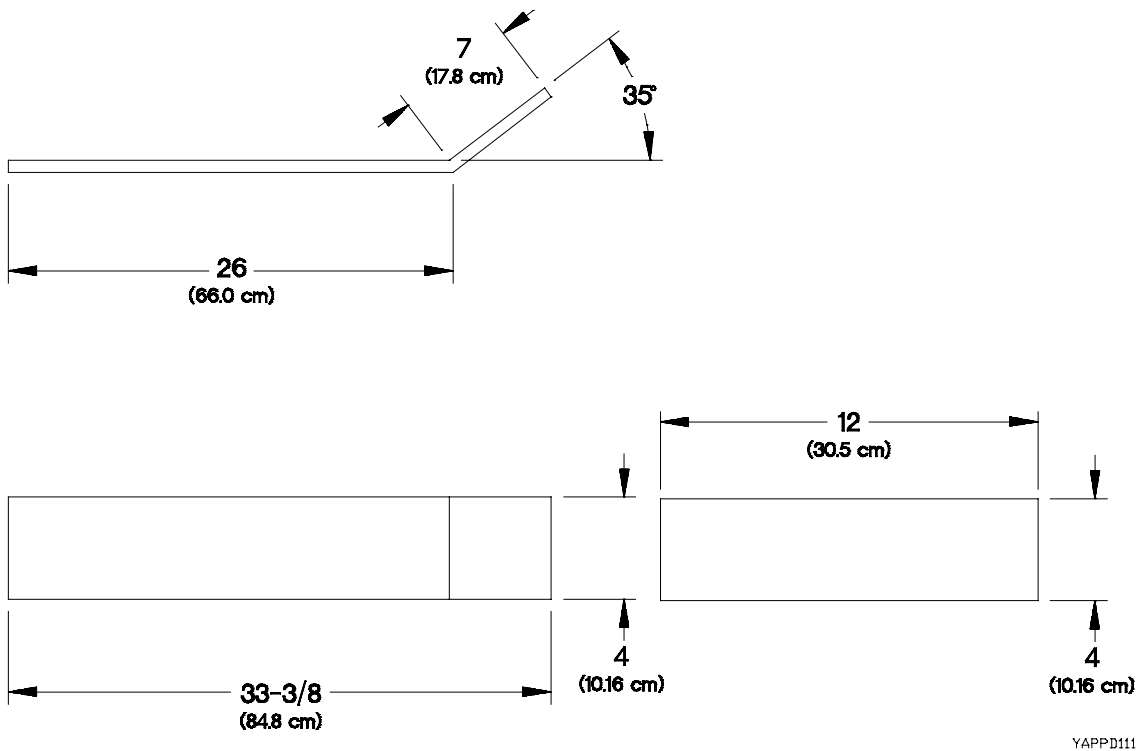 7
(17.8 cm)
35°
26
(66.0 cm)
12
(30.5 cm)
4
(10.16 cm)
4
(10.16 cm)
33-3/8
(84.8 cm)
YAPPD111